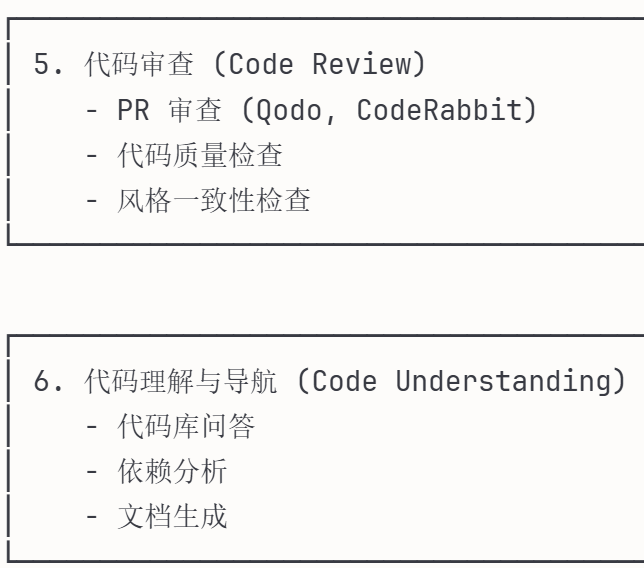 5. 代码审查 (Code Review)
- PR 审查 (Qodo, CodeRabbit)
- 代码质量检查
- 风格一致性检查
6. 代码理解与导航 (Code Understanding)
- 代码库问答
- 依赖分析
- 文档生成